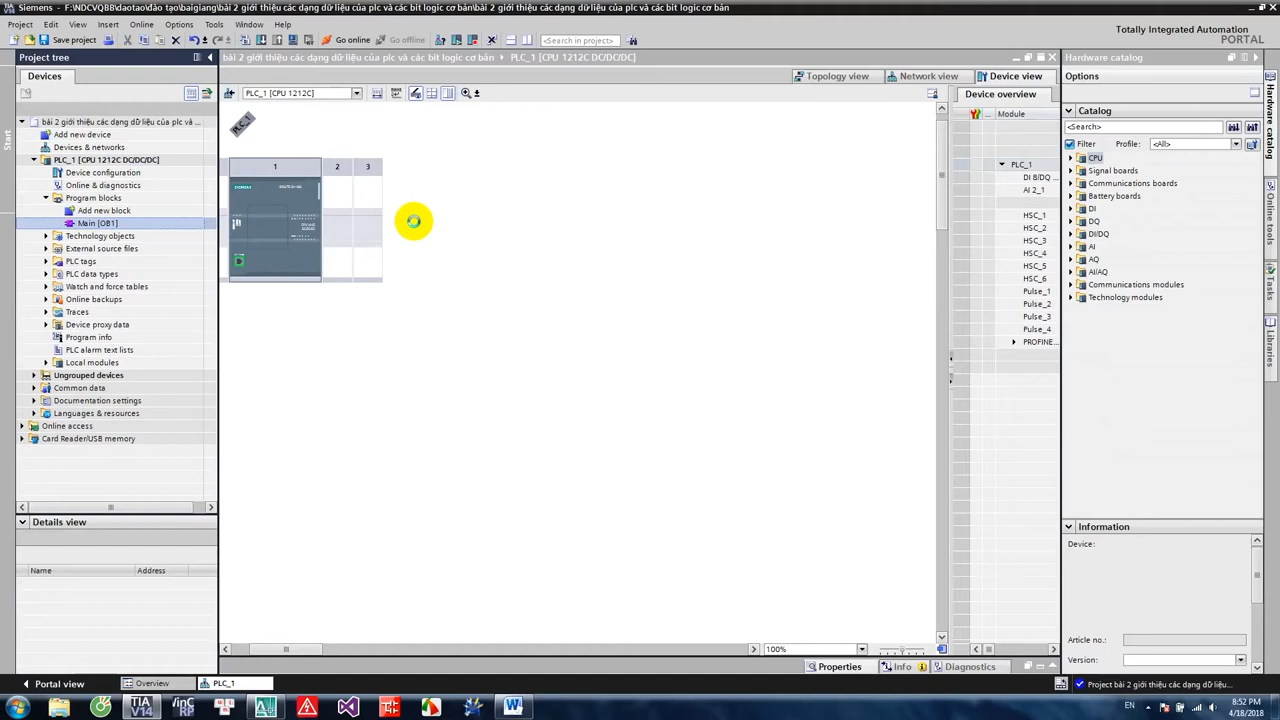 Siemens - F:\NDCVQBB\daotao\đào tạo\baigiang\bài 2 giới thiệu các dạng dữ liệu của plc và các bit logic cơ bản\bài 2 giới thiệu các dạng dữ liệu của plc và các bit logic cơ bản
Project Edit View Insert Online Options Tools Window Help
Totally Integrated Automation
PORTAL
Save project Go online Go offline <Search in project>
Project tree
bài 2 giới thiệu các dạng dữ liệu của plc và các bit logic cơ bản PLC_1 [CPU 1212C DC/DC/DC]
Hardware catalog
Devices
Topology view Network view Device view
Options
PLC_1 [CPU 1212C]
Device overview
Module
Catalog
<Search>
Filter Profile: <All>
bài 2 giới thiệu các dạng dữ liệu của plc và ...
Add new device
Devices & networks
PLC_1 [CPU 1212C DC/DC/DC]
Device configuration
Online & diagnostics
Program blocks
Add new block
Main [OB1]
Technology objects
External source files
PLC tags
PLC data types
Watch and force tables
Online backups
Traces
Device proxy data
Program info
PLC alarm text lists
Local modules
Ungrouped devices
Common data
Documentation settings
Languages & resources
Online access
Card Reader/USB memory
PLC_1
1 2 3
SIEMENS
...
PLC_1
DI 8/DQ ...
AI 2_1
HSC_1
HSC_2
HSC_3
HSC_4
HSC_5
HSC_6
Pulse_1
Pulse_2
Pulse_3
Pulse_4
PROFINE...
CPU
Signal boards
Communications boards
Battery boards
DI
DQ
DI/DQ
AI
AQ
AI/AQ
Communications modules
Technology modules
Hardware catalog
Online tools
Tasks
Libraries
Start
Details view
Name Address
Information
Device:
Article no.:
Version:
100%
Properties Info Diagnostics
Portal view Overview PLC_1
Project bài 2 giới thiệu các dạng dữ liệu...
TIA V14
EN
8:52 PM
4/18/2018